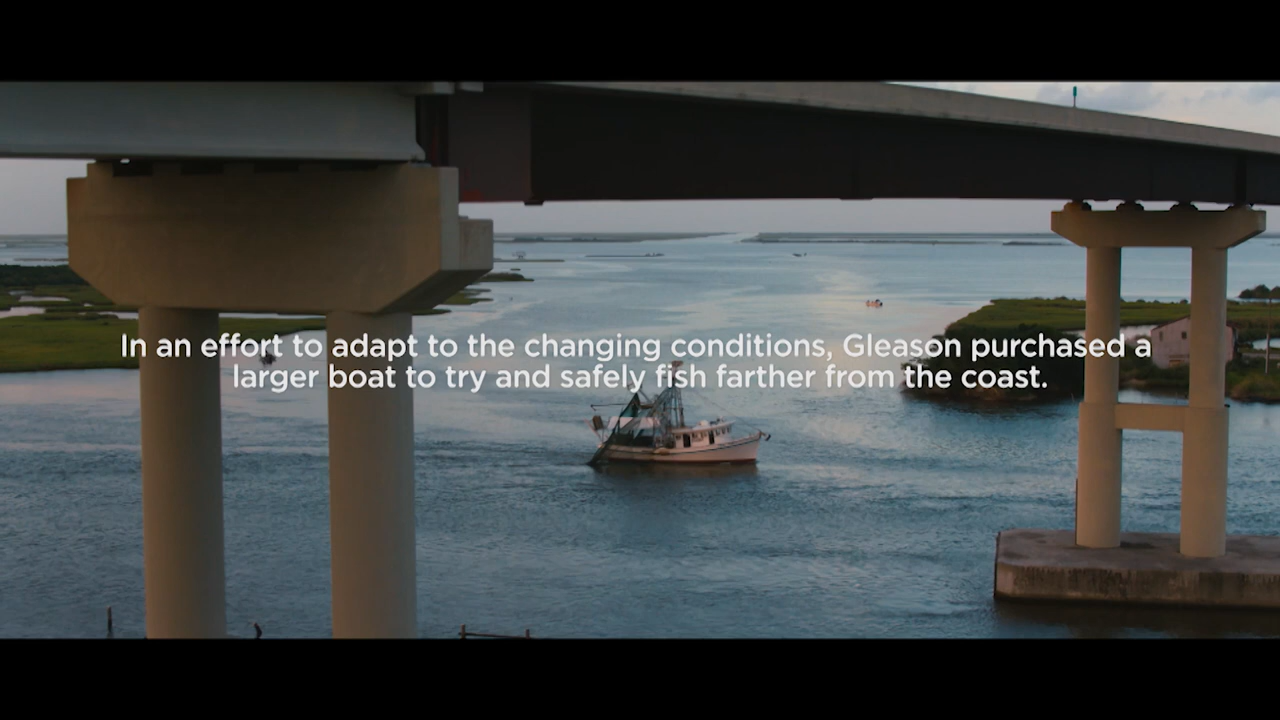 In an effort to adapt to the changing conditions, Gleason purchased a
larger boat to try and safely fish farther from the coast.